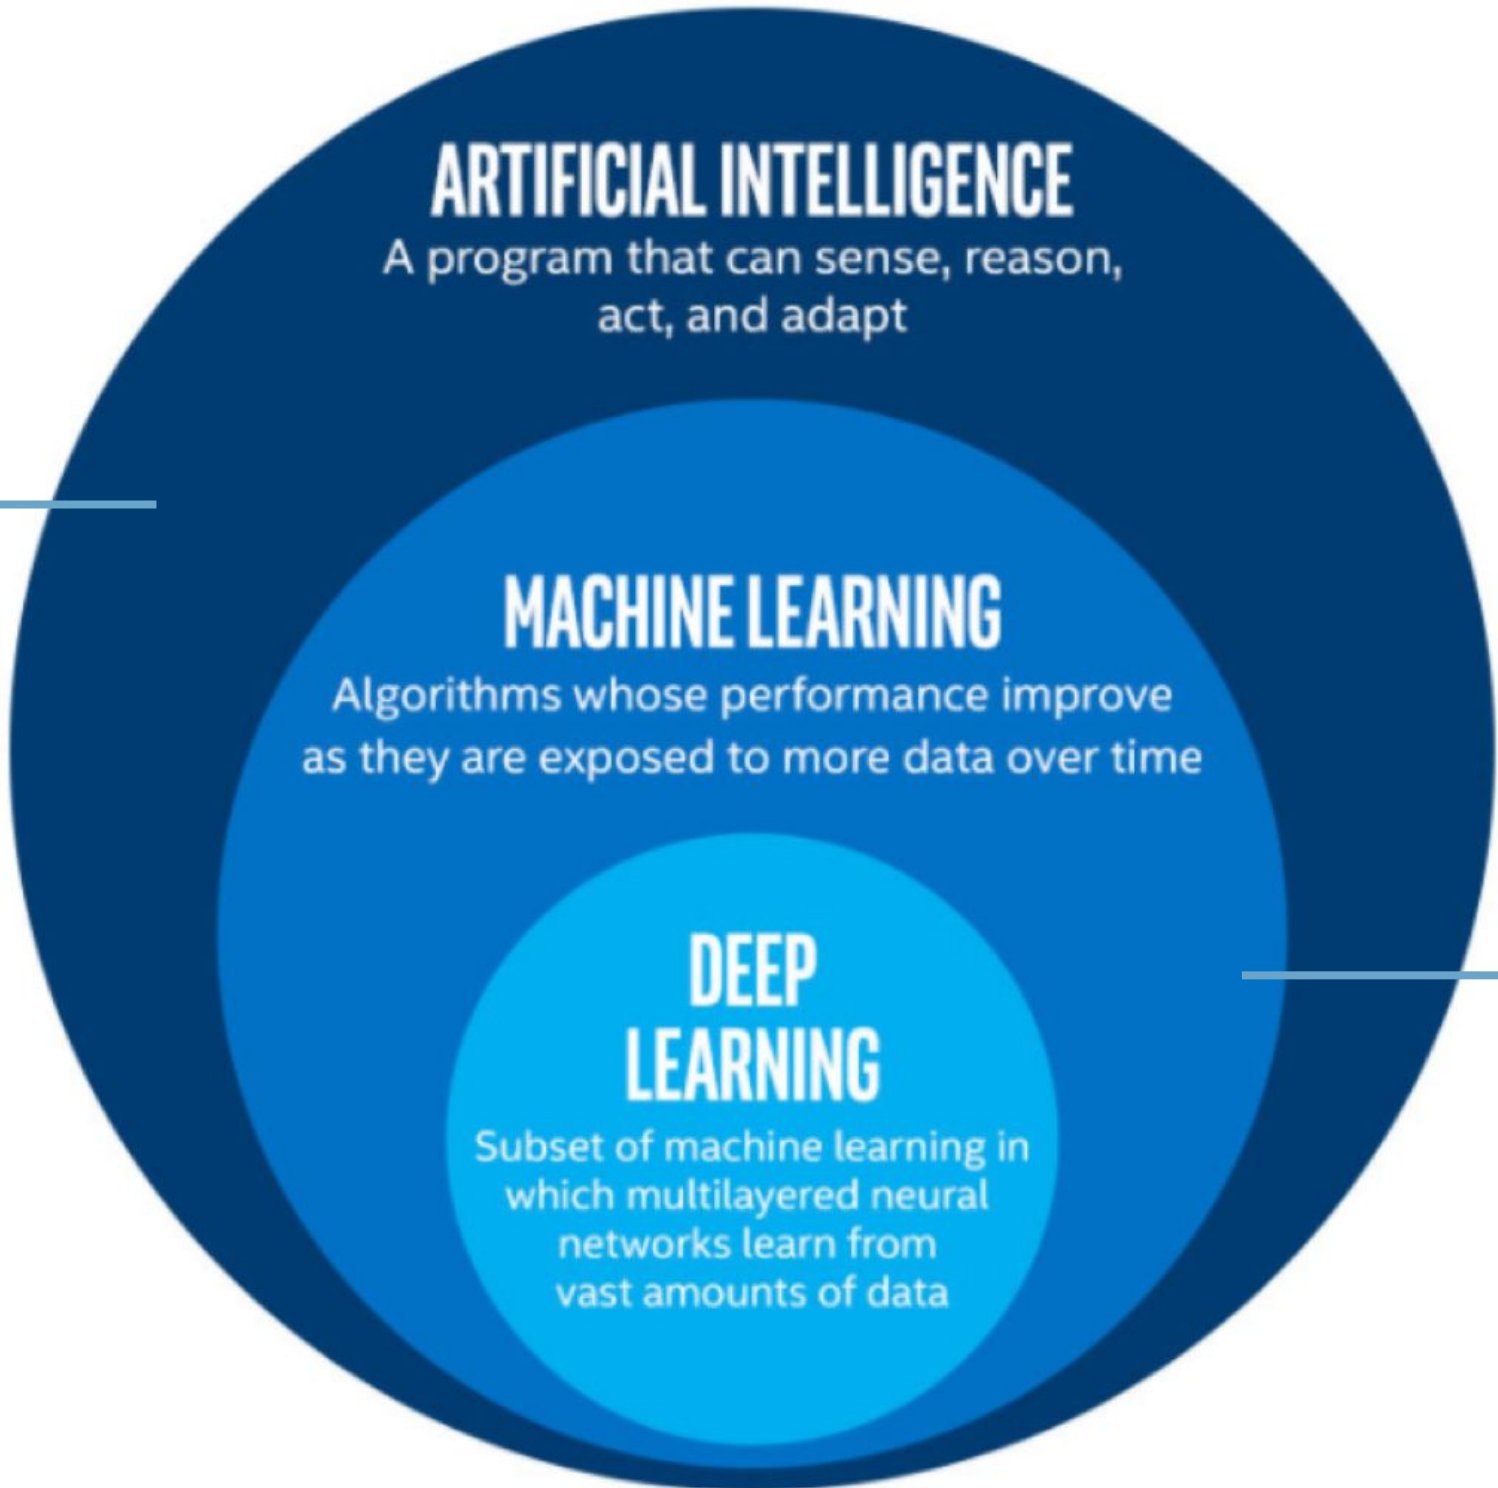 ARTIFICIAL INTELLIGENCE
A program that can sense, reason,
act, and adapt
MACHINE LEARNING
Algorithms whose performance improve
as they are exposed to more data over time
DEEP
LEARNING
Subset of machine learning in
which multilayered neural
networks learn from
vast amounts of data